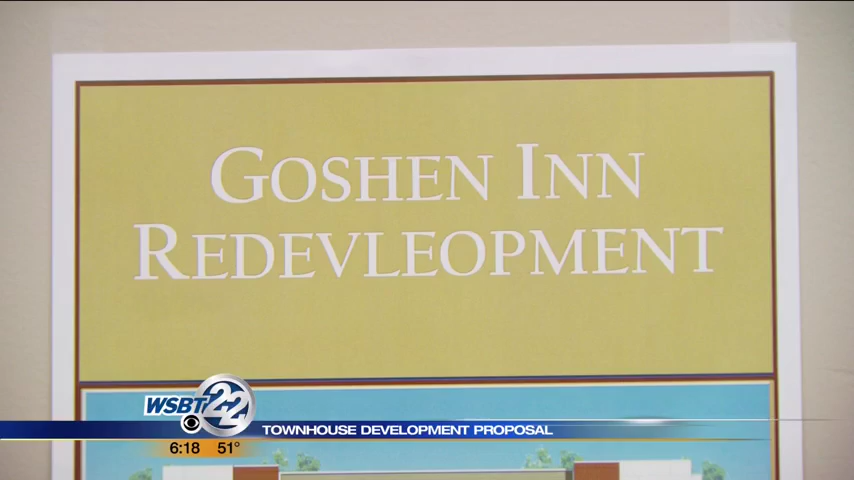 GOSHEN INN
REDEVLEOPMENT
WSBT 22
TOWNHOUSE DEVELOPMENT PROPOSAL
6:18 51°